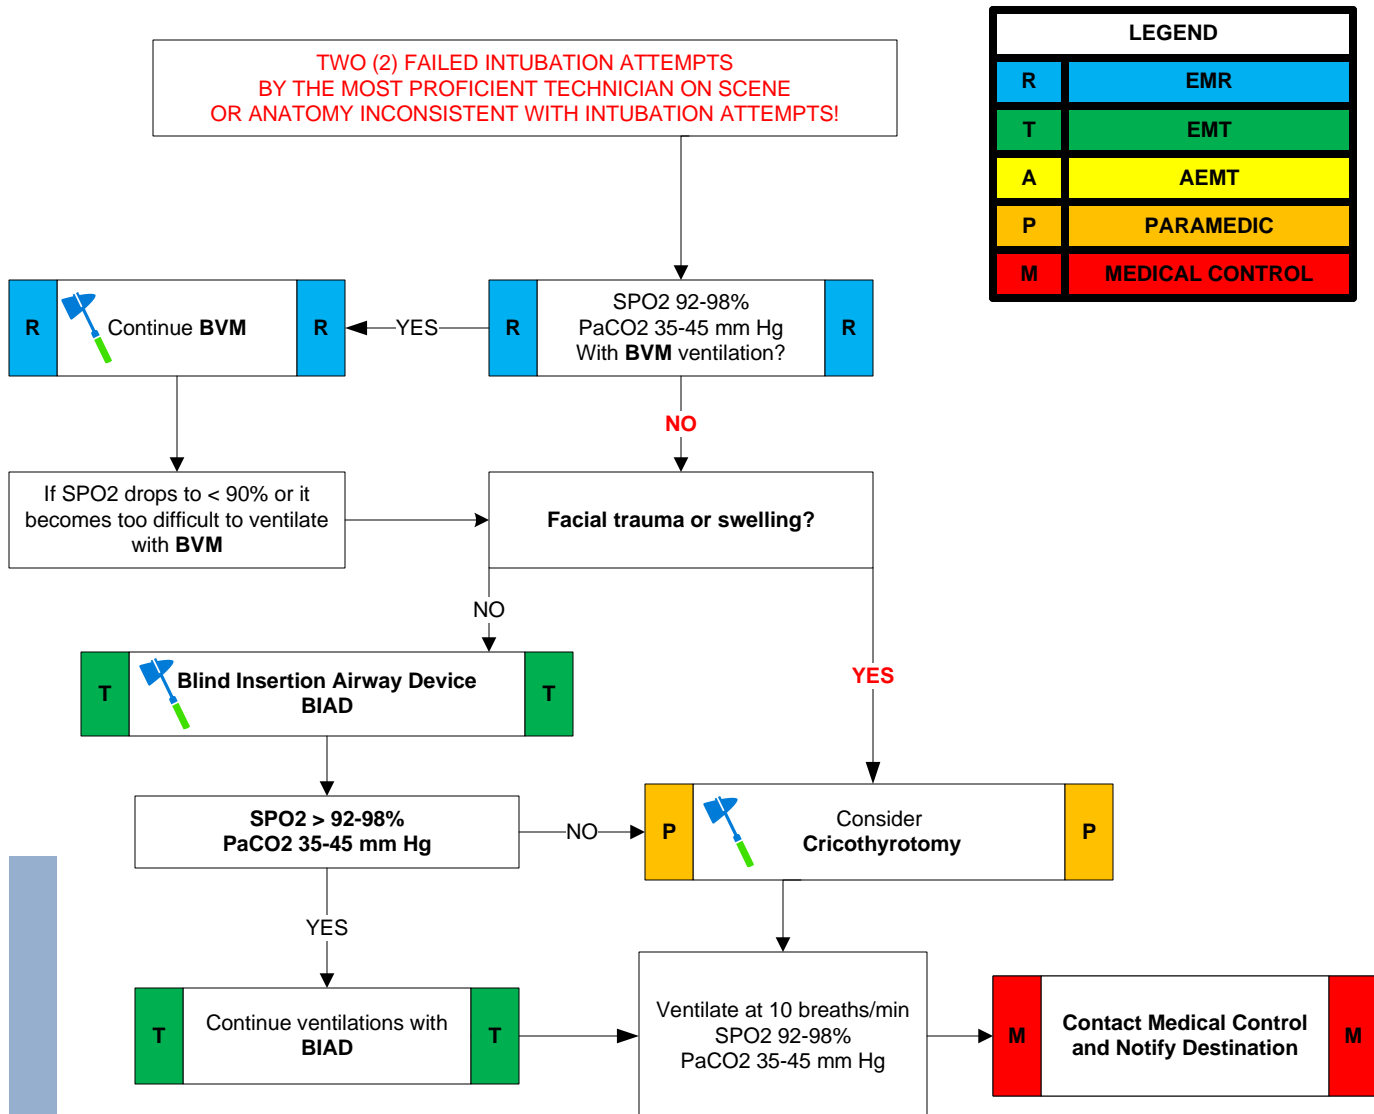 TWO (2) FAILED INTUBATION ATTEMPTS
BY THE MOST PROFICIENT TECHNICIAN ON SCENE
OR ANATOMY INCONSISTENT WITH INTUBATION ATTEMPTS!
LEGEND
R EMR
T EMT
A AEMT
P PARAMEDIC
M MEDICAL CONTROL
R Continue BVM R
YES
R R
SPO2 92-98%
PaCO2 35-45 mm Hg
With BVM ventilation?
NO
If SPO2 drops to < 90% or it
becomes too difficult to ventilate
with BVM
Facial trauma or swelling?
NO
YES
T T
Blind Insertion Airway Device
BIAD
SPO2 > 92-98%
PaCO2 35-45 mm Hg
NO
P P
Consider
Cricothyrotomy
YES
T T
Continue ventilations with
BIAD
Ventilate at 10 breaths/min
SPO2 92-98%
PaCO2 35-45 mm Hg
M M
Contact Medical Control
and Notify Destination